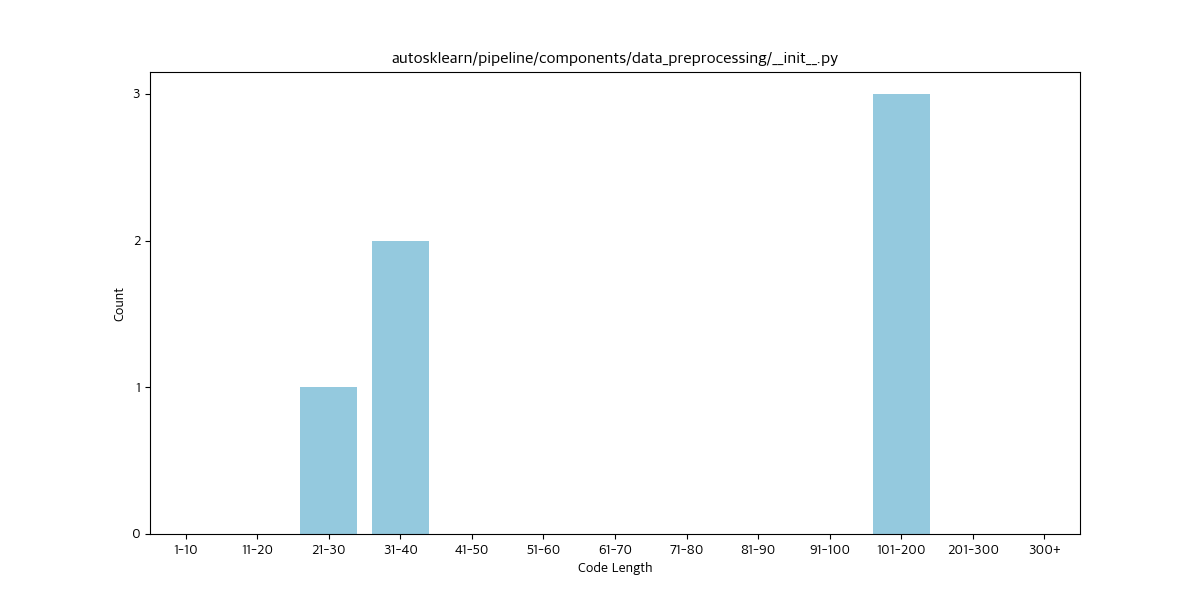 autosklearn/pipeline/components/data_preprocessing/__init__.py
3
2
1
0
Count
1-10 11-20 21-30 31-40 41-50 51-60 61-70 71-80 81-90 91-100 101-200 201-300 300+
Code Length